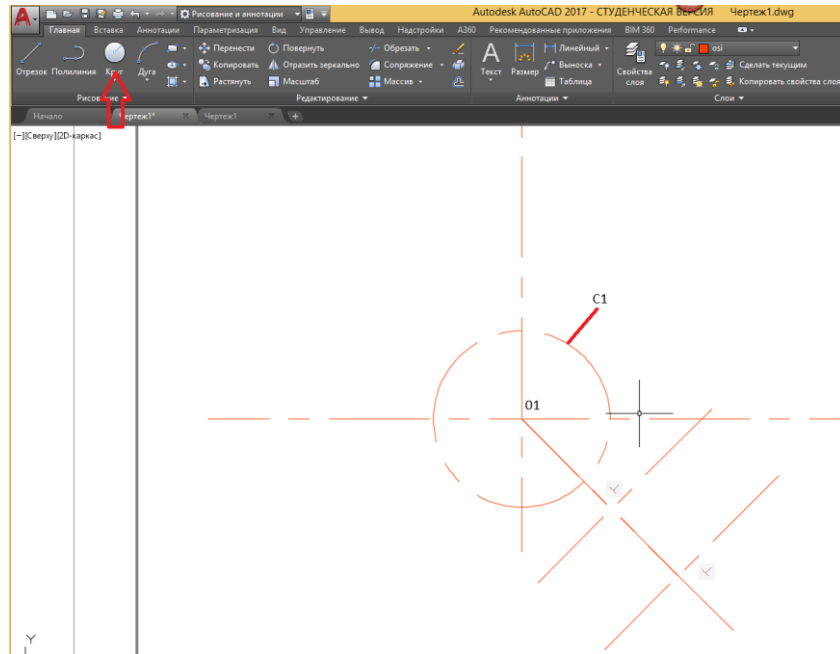 A Рисование и аннотации Autodesk AutoCAD 2017 - СТУДЕНЧЕСКАЯ ВЕРСИЯ Чертеж1.dwg
Главная Вставка Аннотации Параметризация Вид Управление Вывод Надстройки A360 Рекомендованные приложения BIM 360 Performance
Отрезок Полилиния Круг Дуга
Перенести Повернуть Обрезать
Копировать Отразить зеркально Сопряжение
Растянуть Масштаб Массив
A Текст Размер
Линейный
Выноска
Таблица
Свойства слоя
osi
Сделать текущим
Копировать свойства слоя
Редактирование Аннотации Слои
Начало Чертеж1* Чертеж1
[−][Сверху][2D-каркас]
C1
01
Y